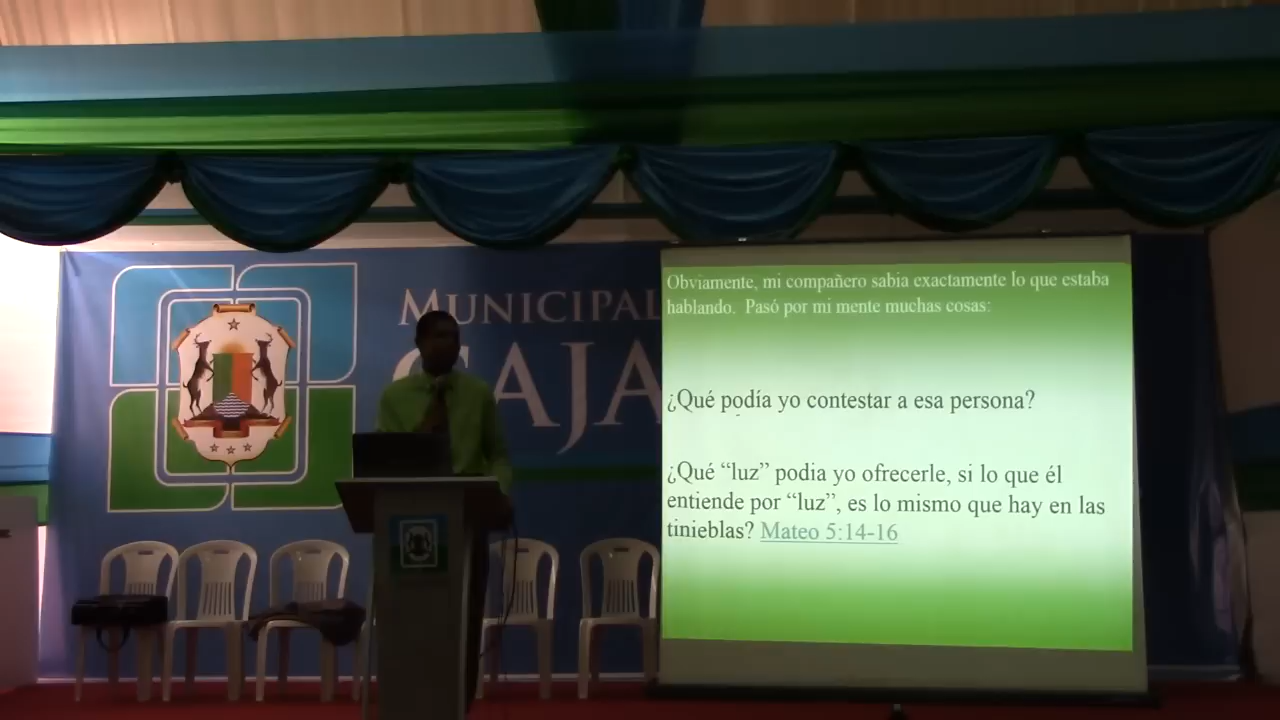 MUNICIPAL
CAJA
Obviamente, mi compañero sabia exactamente lo que estaba
hablando. Pasó por mi mente muchas cosas:
¿Qué podía yo contestar a esa persona?
¿Qué “luz” podia yo ofrecerle, si lo que él
entiende por “luz”, es lo mismo que hay en las
tinieblas? Mateo 5:14-16